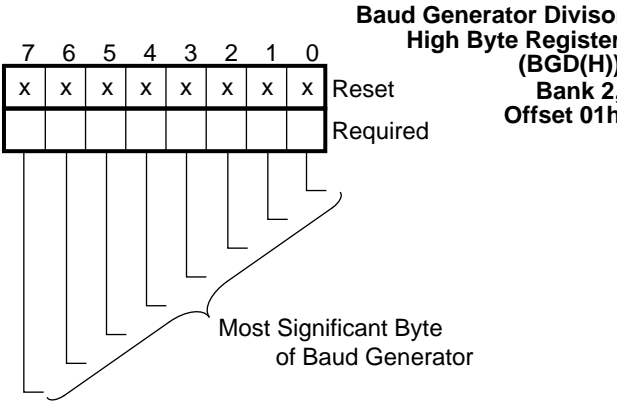 Baud Generator Divisor
High Byte Register
(BGD(H))
Bank 2,
Offset 01h
7 6 5 4 3 2 1 0
x x x x x x x x Reset
Required
Most Significant Byte
of Baud Generator